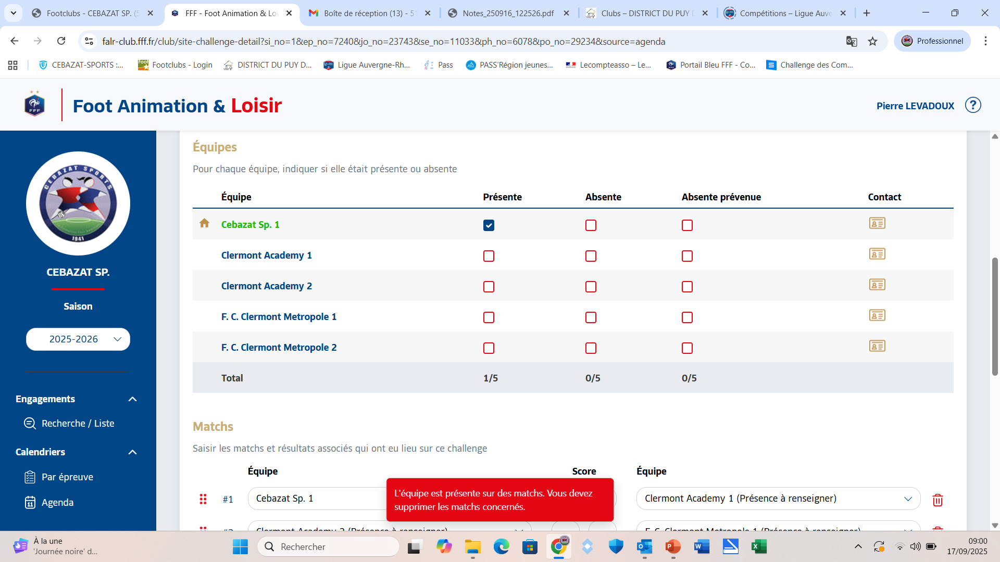 Footclubs - CEBAZAT SP. (5
FFF - Foot Animation & Loi
Boîte de réception (13) - 51
Notes_250916_122526.pdf
Clubs – DISTRICT DU PUY D
Compétitions – Ligue Auve
falr-club.fff.fr/club/site-challenge-detail?si_no=1&ep_no=7240&jo_no=23743&se_no=11033&ph_no=6078&po_no=29234&source=agenda
Professionnel
CEBAZAT-SPORTS :...
Footclubs - Login
DISTRICT DU PUY D...
Ligue Auvergne-Rh...
Pass
PASS'Région jeunes...
Lecompteasso – Le...
Portail Bleu FFF - Co...
Challenge des Com...
FFF
Foot Animation & Loisir
Pierre LEVADOUX
?
CEBAZAT SPORTS
1941
CEBAZAT SP.
Saison
2025-2026
Engagements
Recherche / Liste
Calendriers
Par épreuve
Agenda
Équipes
Pour chaque équipe, indiquer si elle était présente ou absente
Équipe Présente Absente Absente prévenue Contact
Cebazat Sp. 1
Clermont Academy 1
Clermont Academy 2
F. C. Clermont Metropole 1
F. C. Clermont Metropole 2
Total 1/5 0/5 0/5
Matchs
Saisir les matchs et résultats associés qui ont eu lieu sur ce challenge
Équipe Score Équipe
#1 Cebazat Sp. 1 Clermont Academy 1 (Présence à renseigner)
L'équipe est présente sur des matchs. Vous devez
supprimer les matchs concernés.
#2 Clermont Academy 2 (Présence à renseigner) F. C. Clermont Metropole 1 (Présence à renseigner)
À la une
'Journée noire' d...
Rechercher
09:00
17/09/2025